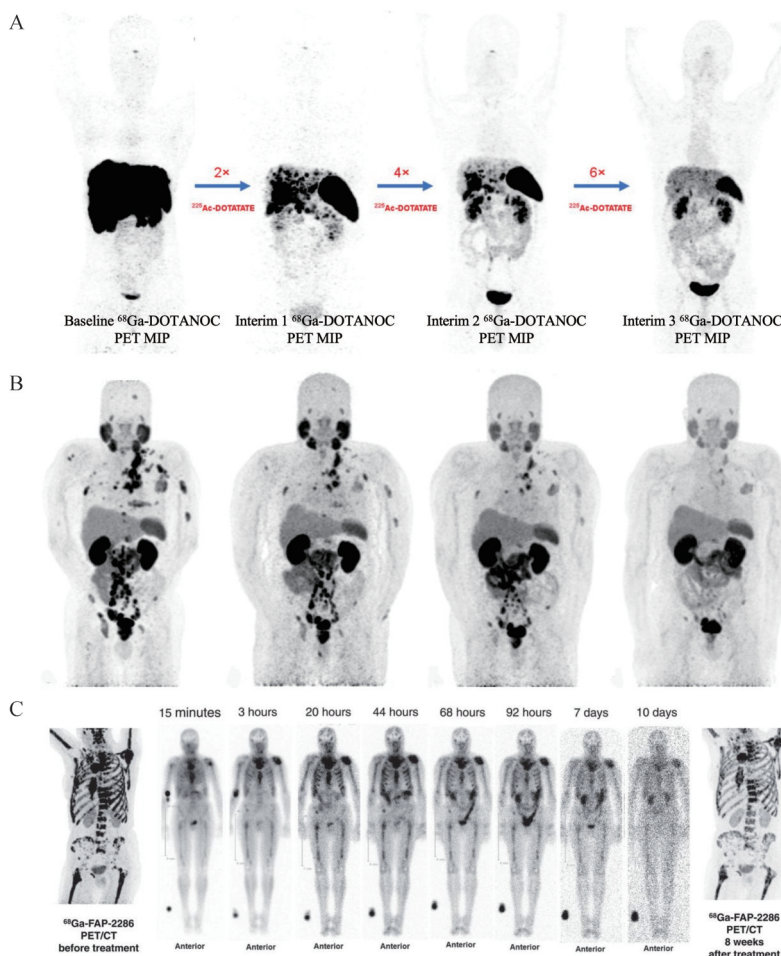 A
2×
4×
6×
²²⁵Ac-DOTATATE
²²⁵Ac-DOTATATE
²²⁵Ac-DOTATATE
Baseline ⁶⁸Ga-DOTANOC
PET MIP
Interim 1 ⁶⁸Ga-DOTANOC
PET MIP
Interim 2 ⁶⁸Ga-DOTANOC
PET MIP
Interim 3 ⁶⁸Ga-DOTANOC
PET MIP
B
C
15 minutes
3 hours
20 hours
44 hours
68 hours
92 hours
7 days
10 days
⁶⁸Ga-FAP-2286
PET/CT
before treatment
Anterior
Anterior
Anterior
Anterior
Anterior
Anterior
Anterior
Anterior
⁶⁸Ga-FAP-2286
PET/CT
8 weeks
after treatment